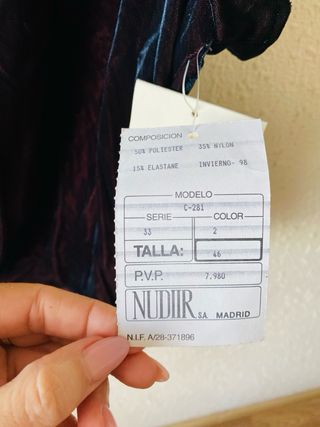 COMPOSICION
50% POLIESTER 35% NYLON
15% ELASTANE INVIERNO- 98
MODELO
C-281
SERIE COLOR
33 2
TALLA: 46
P.V.P. 7.980
NUDIIR S.A. MADRID
N.I.F. A/28-371896